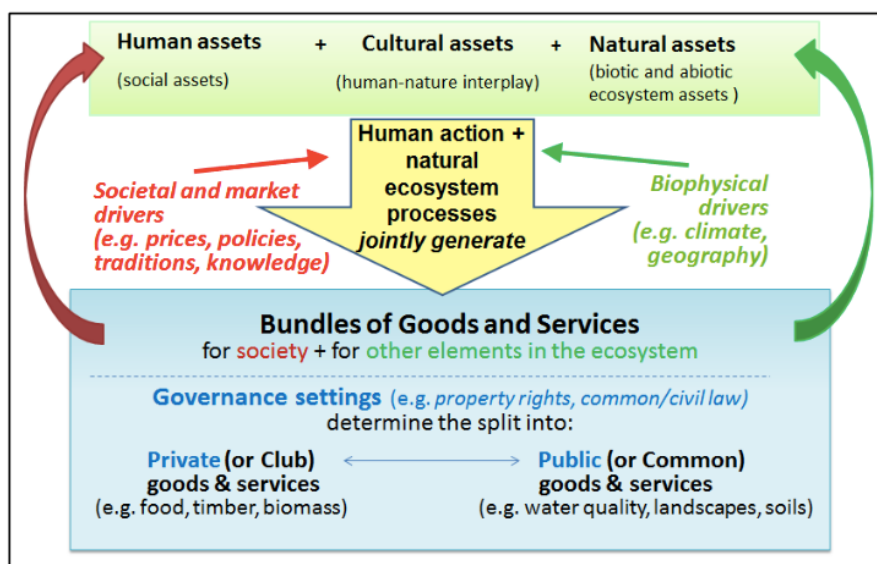 Human assets + Cultural assets + Natural assets
(social assets) (human-nature interplay) (biotic and abiotic
ecosystem assets )
Human action +
natural
ecosystem
processes
jointly generate
Societal and market
drivers
(e.g. prices, policies,
traditions, knowledge)
Biophysical
drivers
(e.g. climate,
geography)
Bundles of Goods and Services
for society + for other elements in the ecosystem
Governance settings (e.g. property rights, common/civil law)
determine the split into:
Private (or Club)
goods & services
(e.g. food, timber, biomass)
Public (or Common)
goods & services
(e.g. water quality, landscapes, soils)